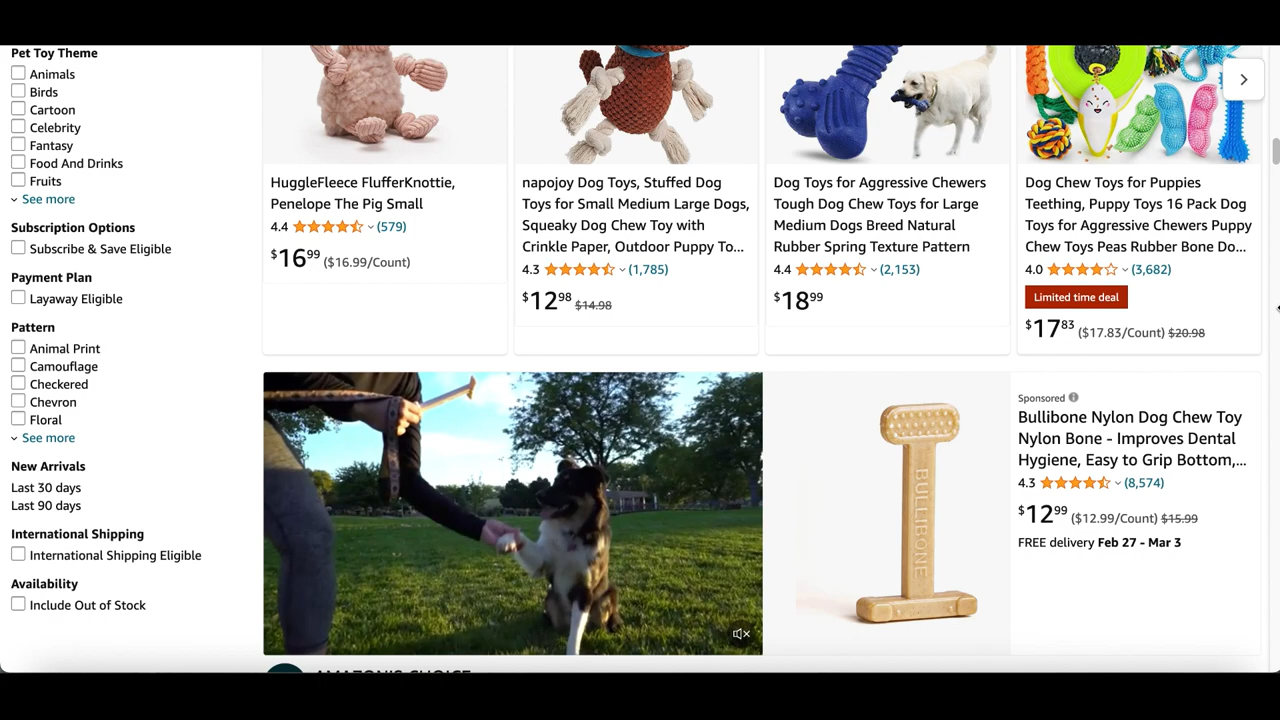 Pet Toy Theme
Animals
Birds
Cartoon
Celebrity
Fantasy
Food And Drinks
Fruits
See more
Subscription Options
Subscribe & Save Eligible
Payment Plan
Layaway Eligible
Pattern
Animal Print
Camouflage
Checkered
Chevron
Floral
See more
New Arrivals
Last 30 days
Last 90 days
International Shipping
International Shipping Eligible
Availability
Include Out of Stock
HuggleFleece FlufferKnottie,
Penelope The Pig Small
4.4 (579)
$16.99 ($16.99/Count)
napojoy Dog Toys, Stuffed Dog
Toys for Small Medium Large Dogs,
Squeaky Dog Chew Toy with
Crinkle Paper, Outdoor Puppy To...
4.3 (1,785)
$12.98 $14.98
Dog Toys for Aggressive Chewers
Tough Dog Chew Toys for Large
Medium Dogs Breed Natural
Rubber Spring Texture Pattern
4.4 (2,153)
$18.99
Dog Chew Toys for Puppies
Teething, Puppy Toys 16 Pack Dog
Toys for Aggressive Chewers Puppy
Chew Toys Peas Rubber Bone Do...
4.0 (3,682)
Limited time deal
$17.83 ($17.83/Count) $20.98
BULLIBONE
Sponsored
Bullibone Nylon Dog Chew Toy
Nylon Bone - Improves Dental
Hygiene, Easy to Grip Bottom,...
4.3 (8,574)
$12.99 ($12.99/Count) $15.99
FREE delivery Feb 27 - Mar 3
AMAZON'S CHOICE